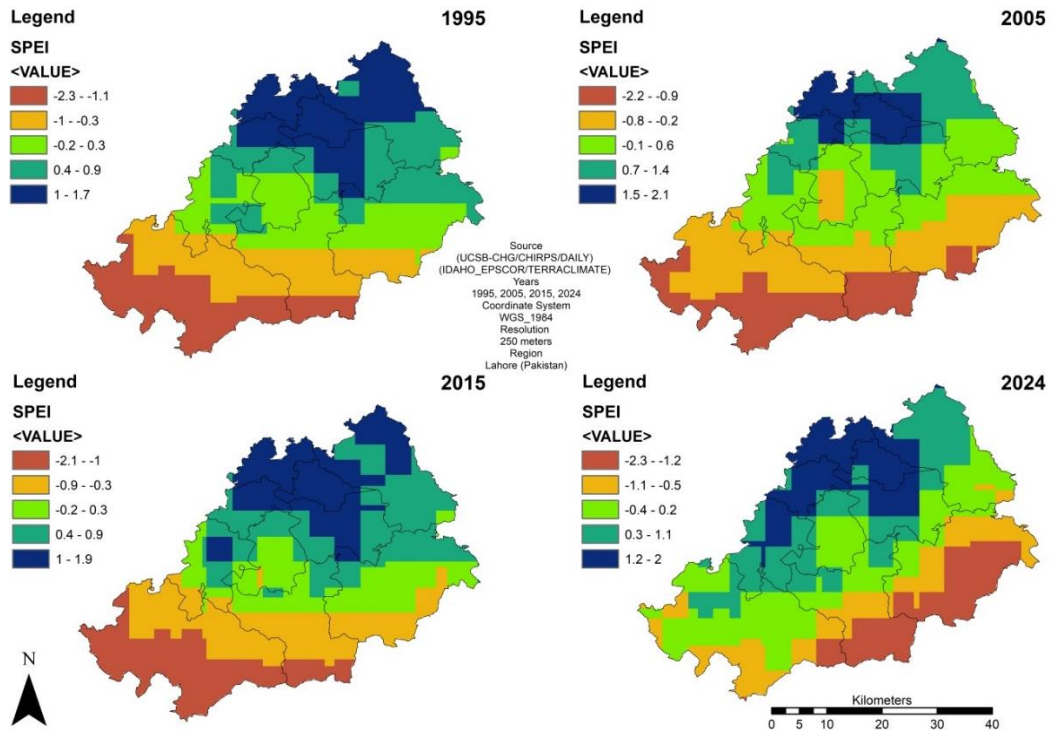 Legend
1995
SPEI
<VALUE>
-2.3 - -1.1
-1 - -0.3
-0.2 - 0.3
0.4 - 0.9
1 - 1.7
Legend
2005
SPEI
<VALUE>
-2.2 - -0.9
-0.8 - -0.2
-0.1 - 0.6
0.7 - 1.4
1.5 - 2.1
Source
(UCSB-CHG/CHIRPS/DAILY)
(IDAHO_EPSCOR/TERRACLIMATE)
Years
1995, 2005, 2015, 2024
Coordinate System
WGS_1984
Resolution
250 meters
Region
Lahore (Pakistan)
Legend
2015
SPEI
<VALUE>
-2.1 - -1
-0.9 - -0.3
-0.2 - 0.3
0.4 - 0.9
1 - 1.9
N
Legend
2024
SPEI
<VALUE>
-2.3 - -1.2
-1.1 - -0.5
-0.4 - 0.2
0.3 - 1.1
1.2 - 2
Kilometers
0 5 10 20 30 40